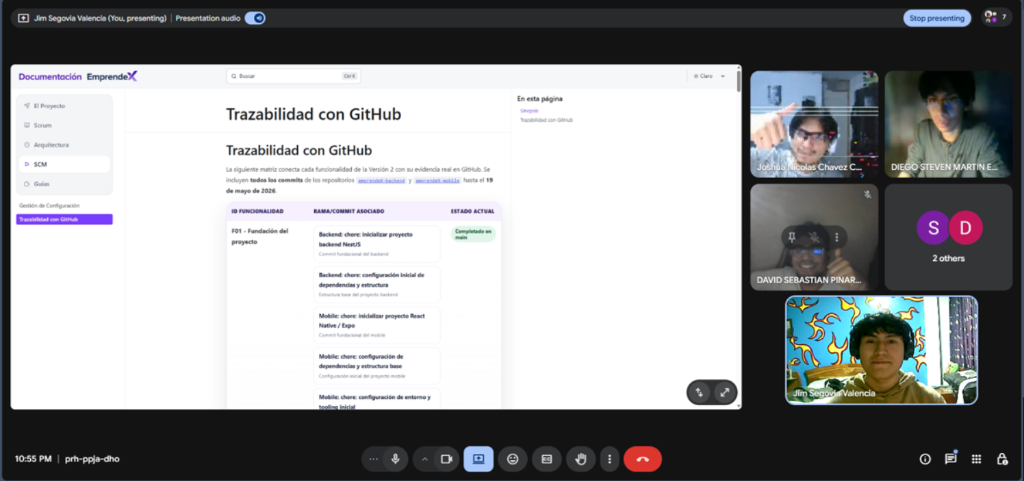 Jim Segovia Valencia (You, presenting) | Presentation audio
Stop presenting
7
Documentación EmprendeX
Buscar
Ctrl K
Claro
El Proyecto
Scrum
Arquitectura
SCM
Guías
Gestión de Configuración
Trazabilidad con GitHub
Trazabilidad con GitHub
Trazabilidad con GitHub
La siguiente matriz conecta cada funcionalidad de la Versión 2 con su evidencia real en GitHub. Se
incluyen todos los commits de los repositorios emprendeX-backend y emprendeX-mobile hasta el 19
de mayo de 2026.
ID FUNCIONALIDAD
RAMA/COMMIT ASOCIADO
ESTADO ACTUAL
F01 - Fundación del
proyecto
Backend: chore: inicializar proyecto
backend NestJS
Commit fundacional del backend
Completado en
main
Backend: chore: configuración inicial de
dependencias y estructura
Estructura base del proyecto backend
Mobile: chore: inicializar proyecto React
Native / Expo
Commit fundacional del mobile
Mobile: chore: configuración de
dependencias y estructura base
Configuración inicial del proyecto mobile
Mobile: chore: configuración de entorno y
tooling inicial
En esta página
Sinopsis
Trazabilidad con GitHub
Joshua Nicolas Chavez C...
DIEGO STEVEN MARTIN E...
DAVID SEBASTIAN PINAR...
S
D
2 others
Jim Segovia Valencia
10:55 PM | prh-ppja-dho